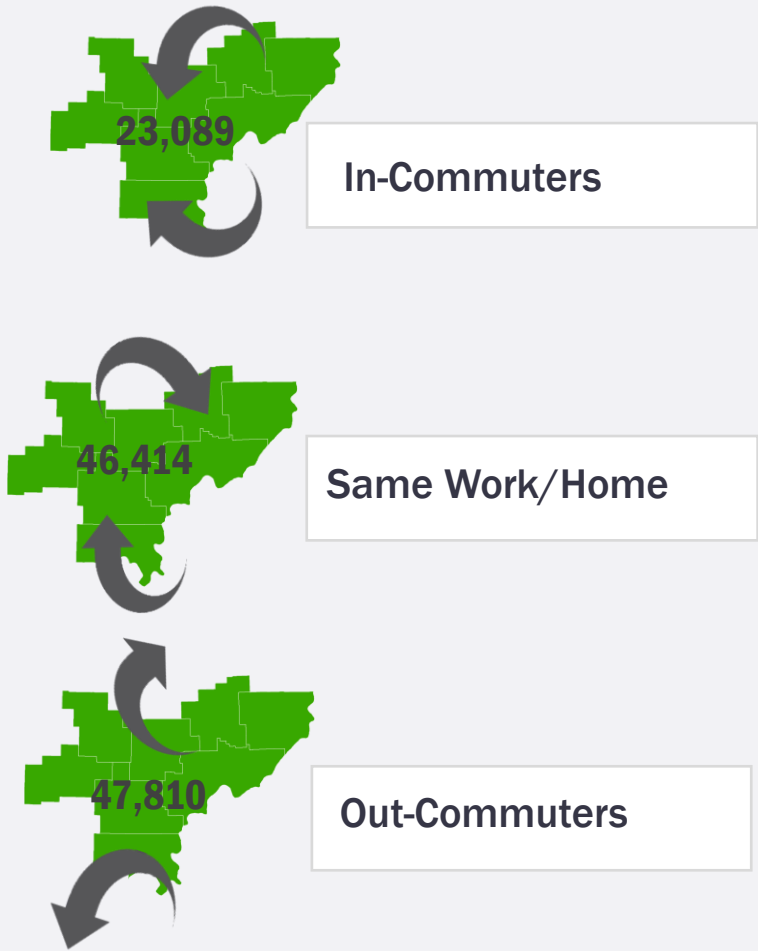 23,089
In-Commuters
46,414
Same Work/Home
47,810
Out-Commuters